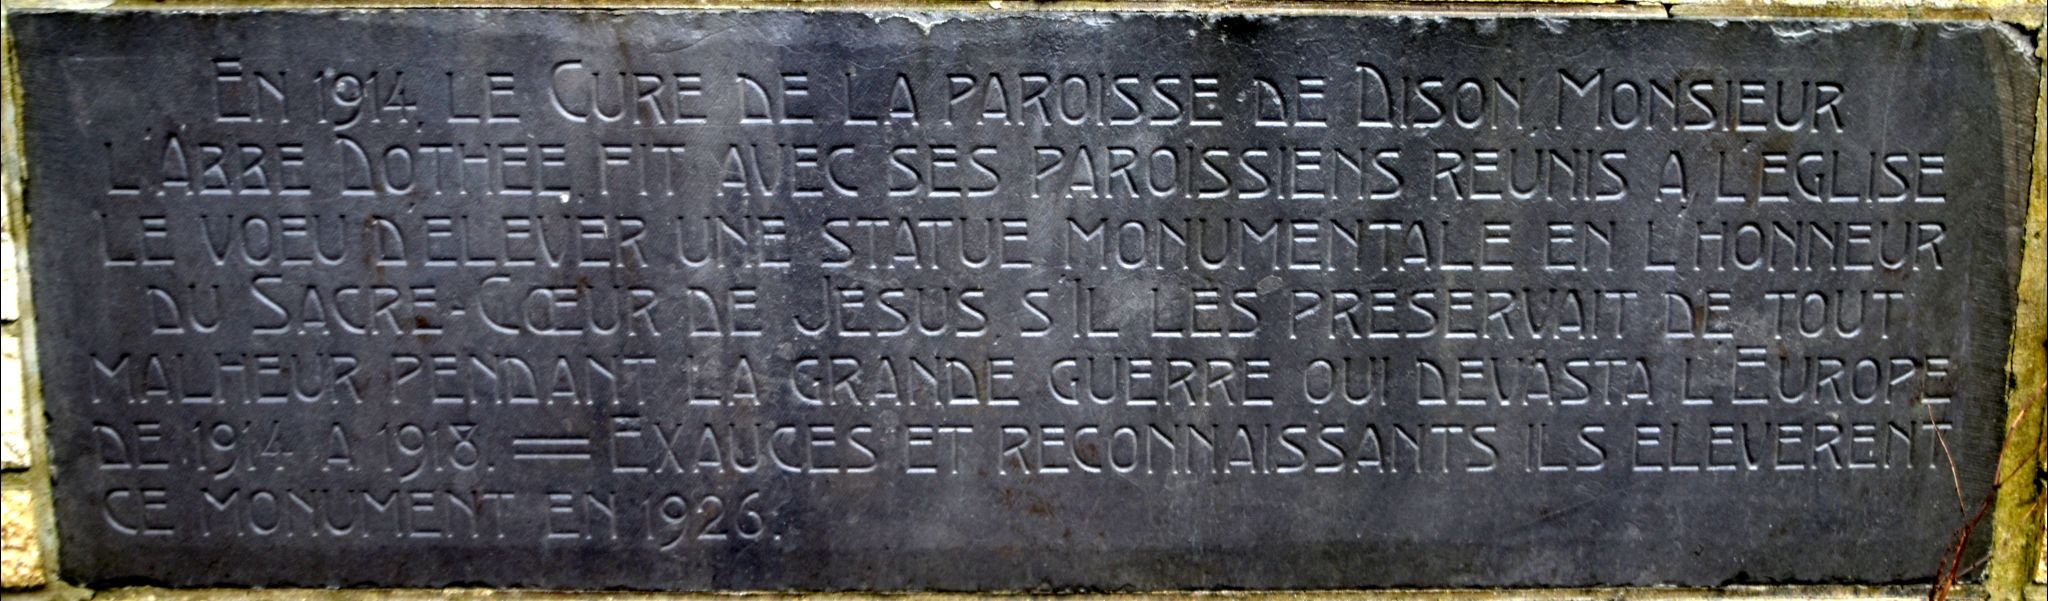 En 1914, le Cure de la paroisse de Dison, Monsieur
l'Abbe Dothee, fit avec ses paroissiens reunis a l'eglise
le voeu d'elever une statue monumentale en l'honneur
du Sacre-Cœur de Jesus s'Il les preservait de tout
malheur pendant la grande guerre qui devasta l'Europe
de 1914 a 1918. = Exauces et reconnaissants ils eleverent
ce monument en 1926.